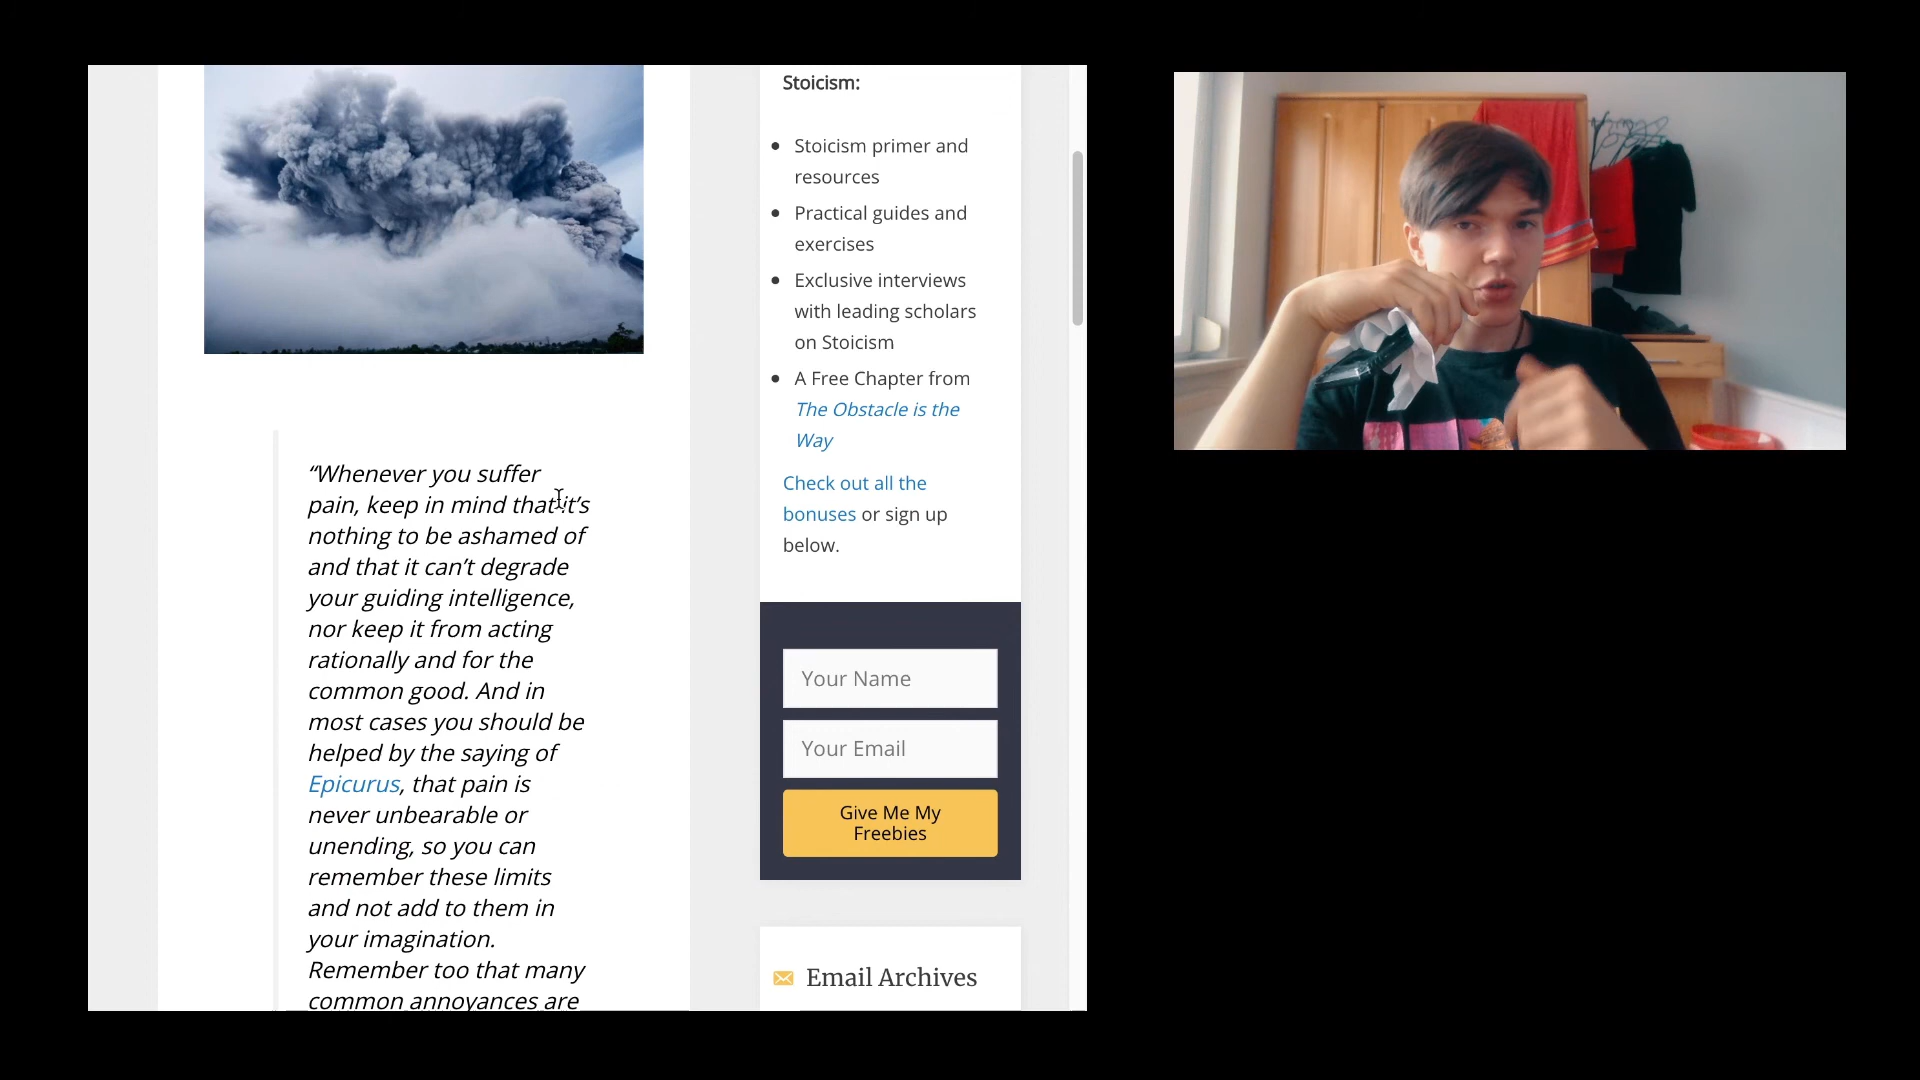 “Whenever you suffer
pain, keep in mind that it’s
nothing to be ashamed of
and that it can’t degrade
your guiding intelligence,
nor keep it from acting
rationally and for the
common good. And in
most cases you should be
helped by the saying of
Epicurus, that pain is
never unbearable or
unending, so you can
remember these limits
and not add to them in
your imagination.
Remember too that many
common annoyances are
Stoicism:
Stoicism primer and
resources
Practical guides and
exercises
Exclusive interviews
with leading scholars
on Stoicism
A Free Chapter from
The Obstacle is the
Way
Check out all the
bonuses or sign up
below.
Your Name
Your Email
Give Me My
Freebies
Email Archives